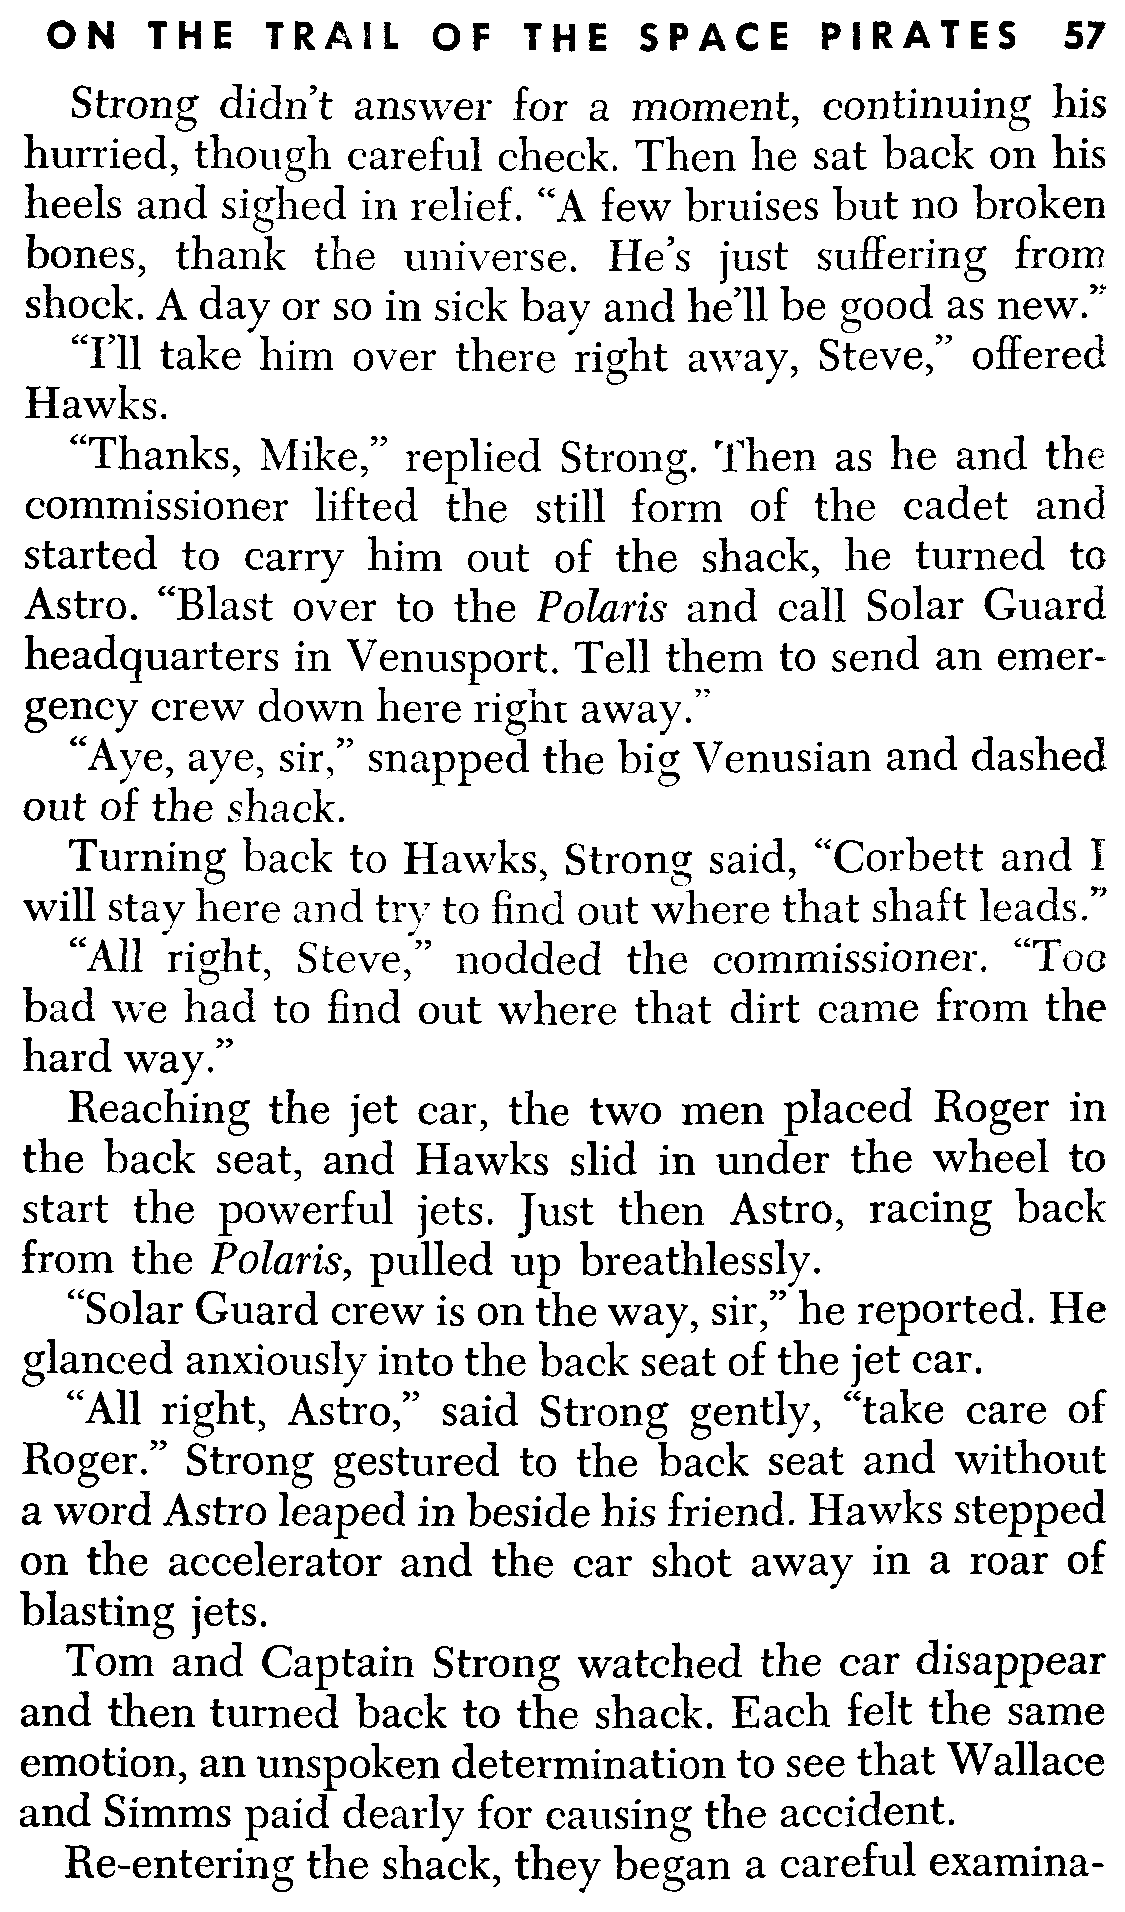 ON THE TRAIL OF THE SPACE PIRATES 57
Strong didn't answer for a moment, continuing his
hurried, though careful check. Then he sat back on his
heels and sighed in relief. “A few bruises but no broken
bones, thank the universe. He's just suffering from
shock. A day or so in sick bay and he'll be good as new.”
“I'll take him over there right away, Steve,” offered
Hawks.
“Thanks, Mike,” replied Strong. Then as he and the
commissioner lifted the still form of the cadet and
started to carry him out of the shack, he turned to
Astro. “Blast over to the Polaris and call Solar Guard
headquarters in Venusport. Tell them to send an emer-
gency crew down here right away.”
“Aye, aye, sir,” snapped the big Venusian and dashed
out of the shack.
Turning back to Hawks, Strong said, “Corbett and I
will stay here and try to find out where that shaft leads.”
“All right, Steve,” nodded the commissioner. “Too
bad we had to find out where that dirt came from the
hard way.”
Reaching the jet car, the two men placed Roger in
the back seat, and Hawks slid in under the wheel to
start the powerful jets. Just then Astro, racing back
from the Polaris, pulled up breathlessly.
“Solar Guard crew is on the way, sir,” he reported. He
glanced anxiously into the back seat of the jet car.
“All right, Astro,” said Strong gently, “take care of
Roger.” Strong gestured to the back seat and without
a word Astro leaped in beside his friend. Hawks stepped
on the accelerator and the car shot away in a roar of
blasting jets.
Tom and Captain Strong watched the car disappear
and then turned back to the shack. Each felt the same
emotion, an unspoken determination to see that Wallace
and Simms paid dearly for causing the accident.
Re-entering the shack, they began a careful examina-